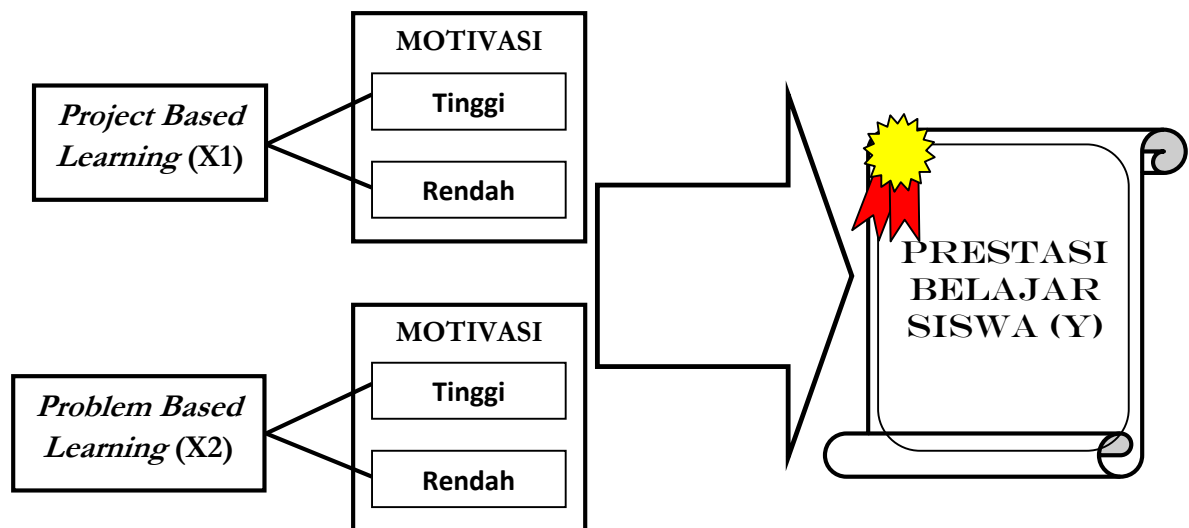 MOTIVASI
Tinggi
Project Based
Learning (X1)
Rendah
MOTIVASI
Tinggi
Problem Based
Learning (X2)
Rendah
PRESTASI
BELAJAR
SISWA (Y)